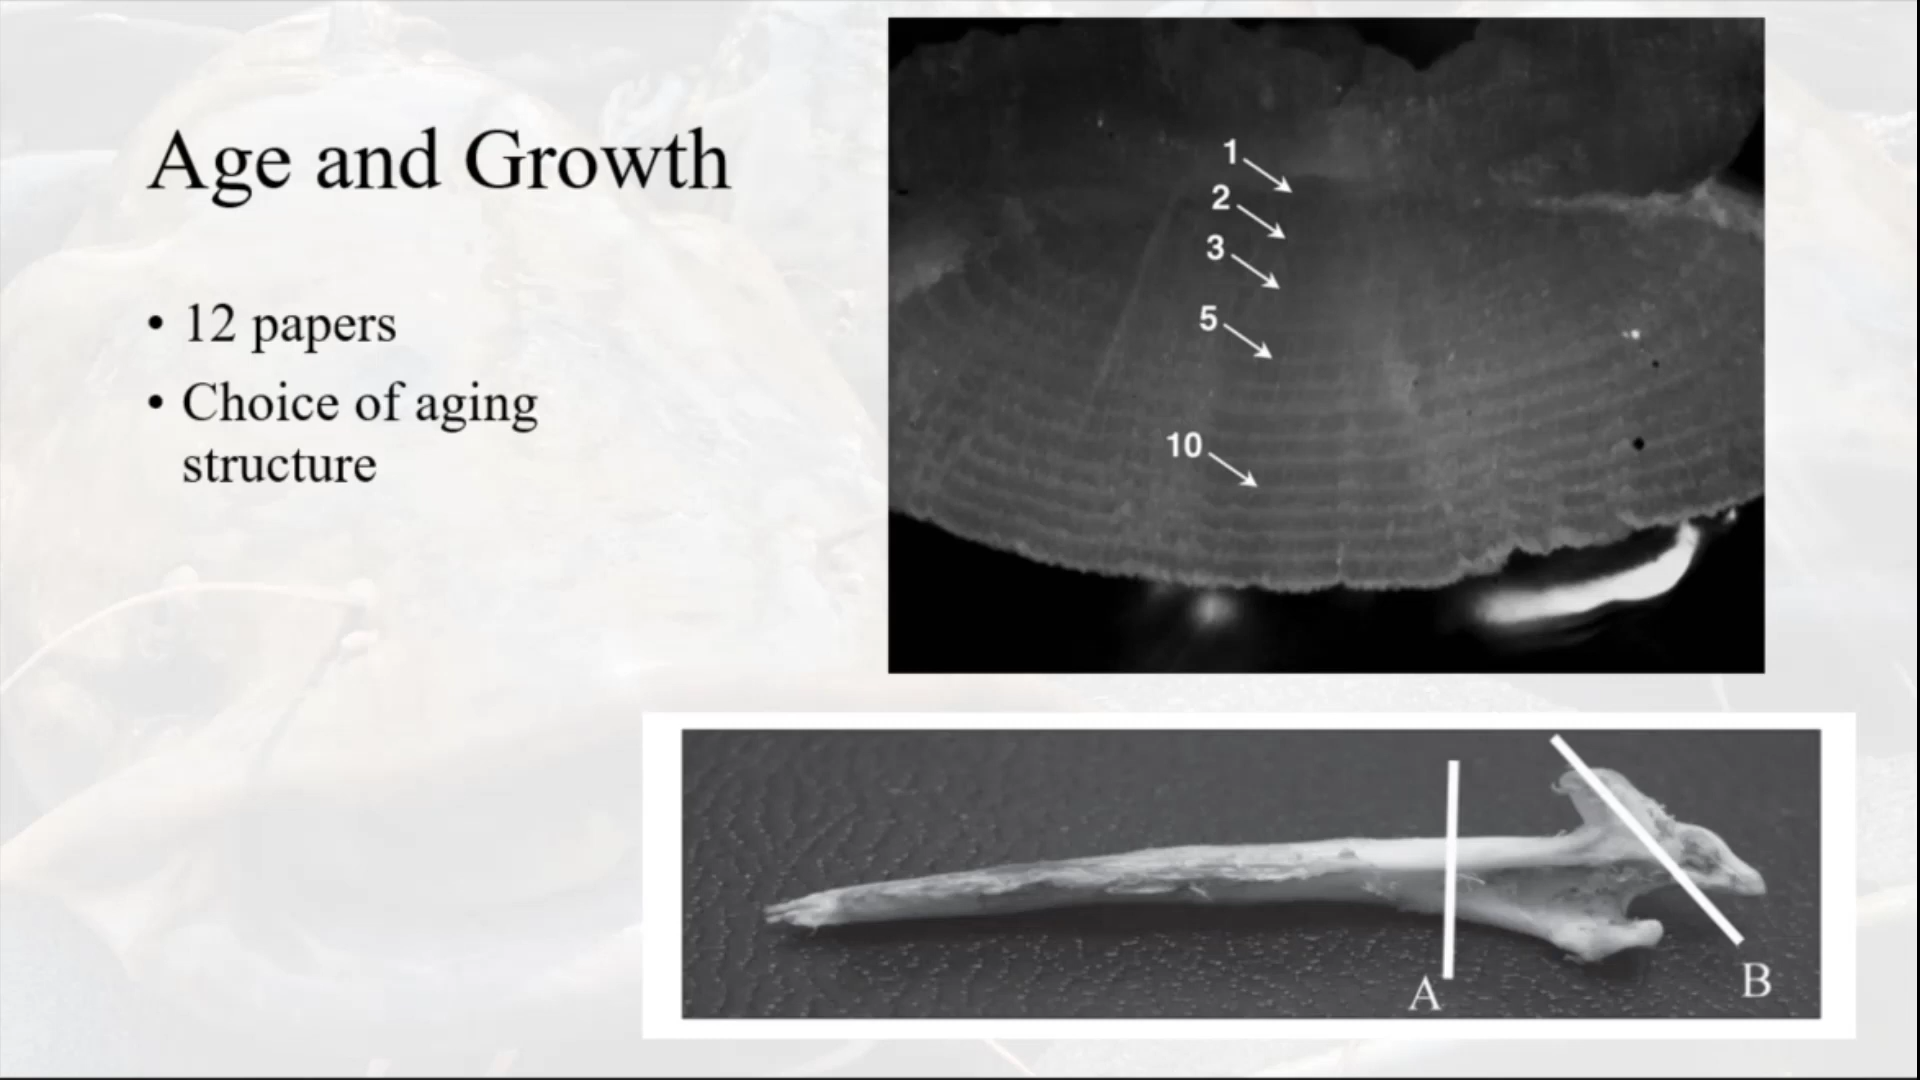 Age and Growth
• 12 papers
• Choice of aging
structure
1
2
3
5
10
A
B